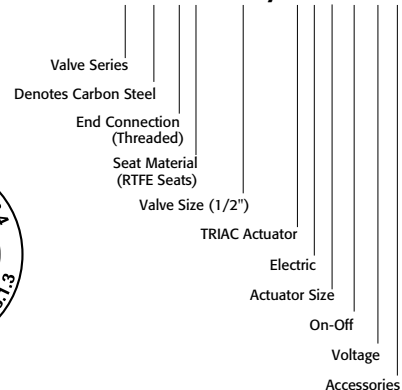 Valve Series
Denotes Carbon Steel
End Connection
(Threaded)
Seat Material
(RTFE Seats)
Valve Size (1/2")
TRIAC Actuator
Electric
Actuator Size
On-Off
Voltage
Accessories